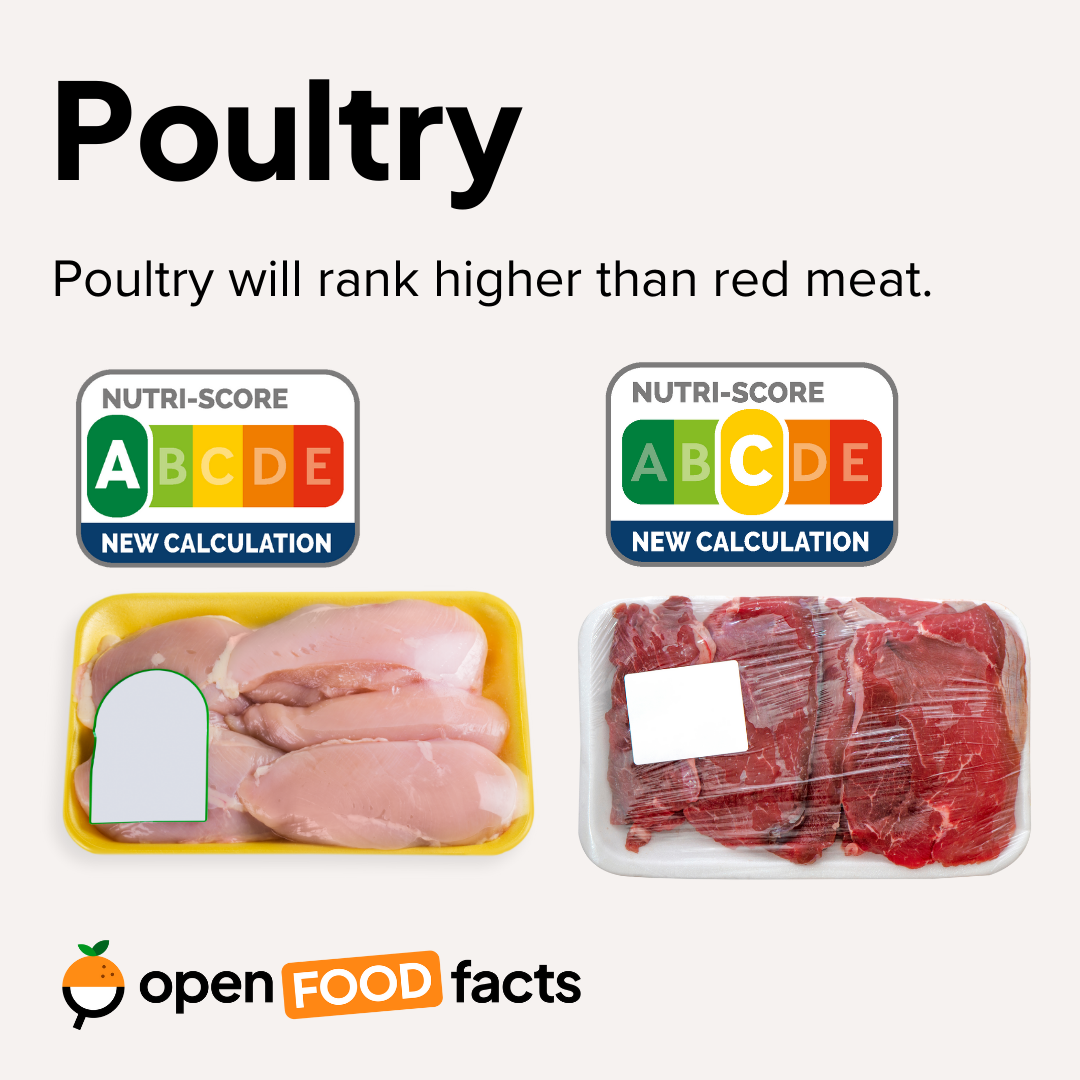 Poultry
Poultry will rank higher than red meat.
NUTRI-SCORE
A B C D E
NEW CALCULATION
NUTRI-SCORE
A B C D E
NEW CALCULATION
open FOOD facts